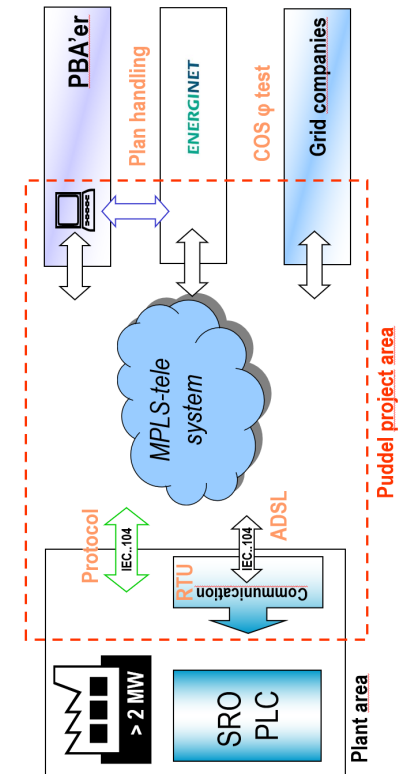 PBA'er
Plan handling
ENERGINET
COS φ test
Grid companies
MPLS-tele
system
Puddel project area
Protocol
IEC..104
IEC..104
ADSL
RTU
Communication
> 2 MW
SRO
PLC
Plant area